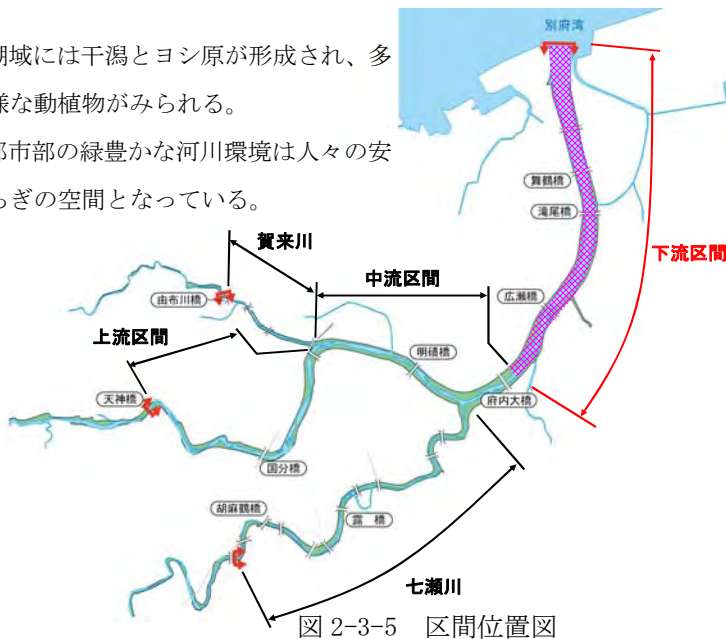 別府湾
潮域には干潟とヨシ原が形成され、多
様な動植物がみられる。
都市部の緑豊かな河川環境は人々の安
らぎの空間となっている。
舞鶴橋
滝尾橋
賀来川
中流区間
下流区間
由布川橋
広瀬橋
上流区間
明磧橋
天神橋
府内大橋
国分橋
胡麻鶴橋
露 橋
七瀬川
図 2-3-5 区間位置図